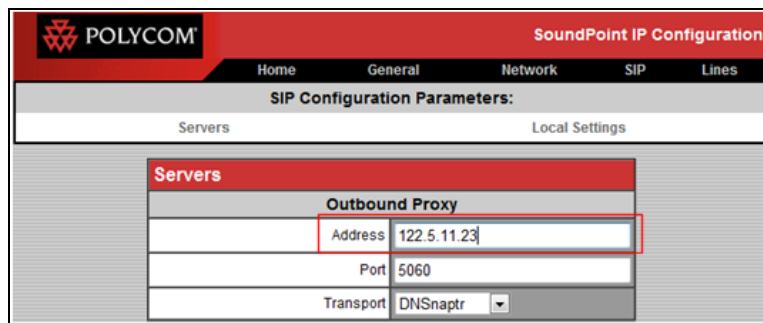 POLYCOM SoundPoint IP Configuration
Home General Network SIP Lines
SIP Configuration Parameters:
Servers Local Settings
Servers
Outbound Proxy
Address 122.5.11.23
Port 5060
Transport DNSnaptr